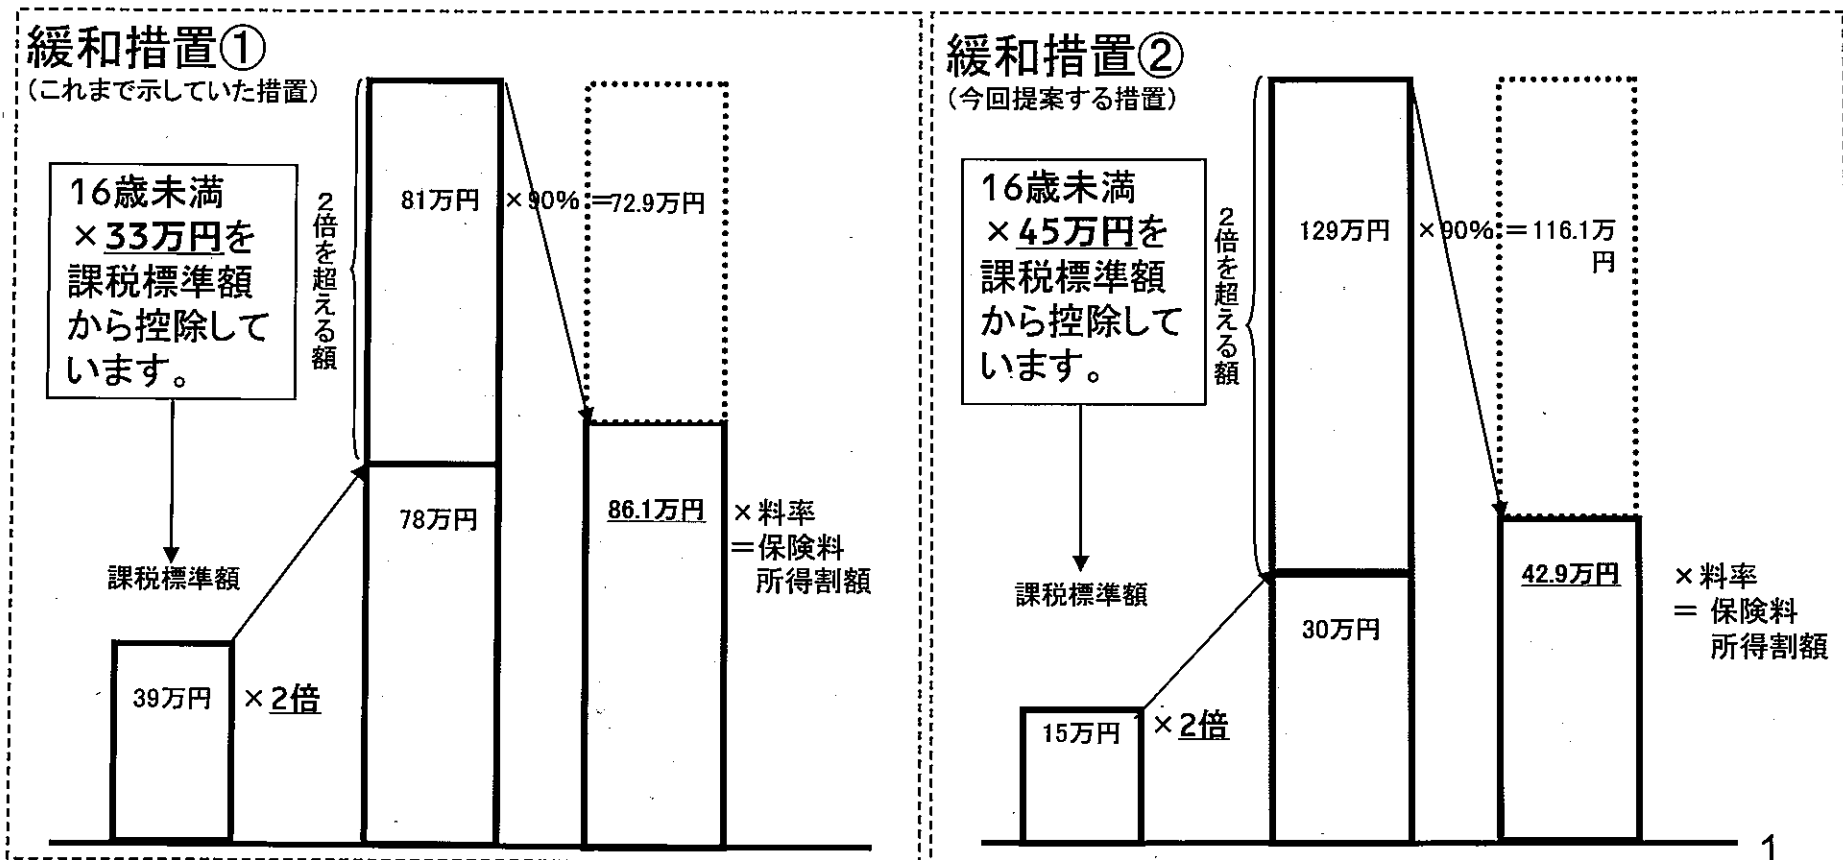 緩和措置①
(これまで示していた措置)
16歳未満
×33万円を
課税標準額
から控除して
います。
2倍を超える額
81万円 ×90% =72.9万円
78万円
86.1万円 ×料率
=保険料
所得割額
課税標準額
39万円 ×2倍
緩和措置②
(今回提案する措置)
16歳未満
×45万円を
課税標準額
から控除して
います。
2倍を超える額
129万円 ×90% =116.1万
円
課税標準額
42.9万円 ×料率
= 保険料
所得割額
30万円
15万円 ×2倍
1